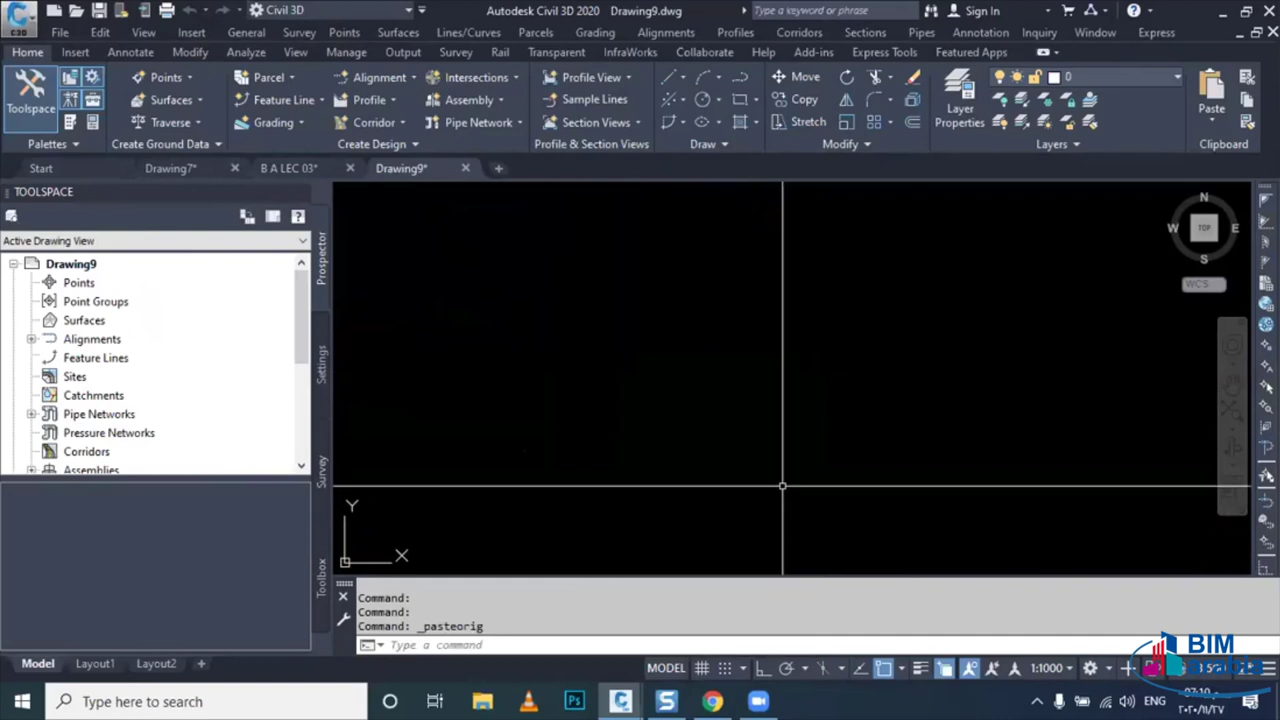 C3D
Civil 3D
Autodesk Civil 3D 2020 Drawing9.dwg
Type a keyword or phrase
Sign In
File Edit View Insert General Survey Points Surfaces Lines/Curves Parcels Grading Alignments Profiles Corridors Sections Pipes Annotation Inquiry Window Express
Home Insert Annotate Modify Analyze View Manage Output Survey Rail Transparent InfraWorks Collaborate Help Add-ins Express Tools Featured Apps
Points Parcel Alignment Intersections Profile View Move 0
Surfaces Feature Line Profile Assembly Sample Lines Copy
Toolspace Layer Properties Paste
Traverse Grading Corridor Pipe Network Section Views Stretch
Palettes Create Ground Data Create Design Profile & Section Views Draw Modify Layers Clipboard
Start Drawing7* B A LEC 03* Drawing9*
TOOLSPACE
Active Drawing View
Drawing9
Points
Point Groups
Surfaces
Alignments
Feature Lines
Sites
Catchments
Pipe Networks
Pressure Networks
Corridors
Assemblies
Prospector
Settings
Survey
Toolbox
N
W TOP E
S
WCS
Y
X
Command:
Command:
Command: _pasteorig
Type a command
Model Layout1 Layout2
MODEL 1:1000
BIM
arabia
Type here to search
ENG